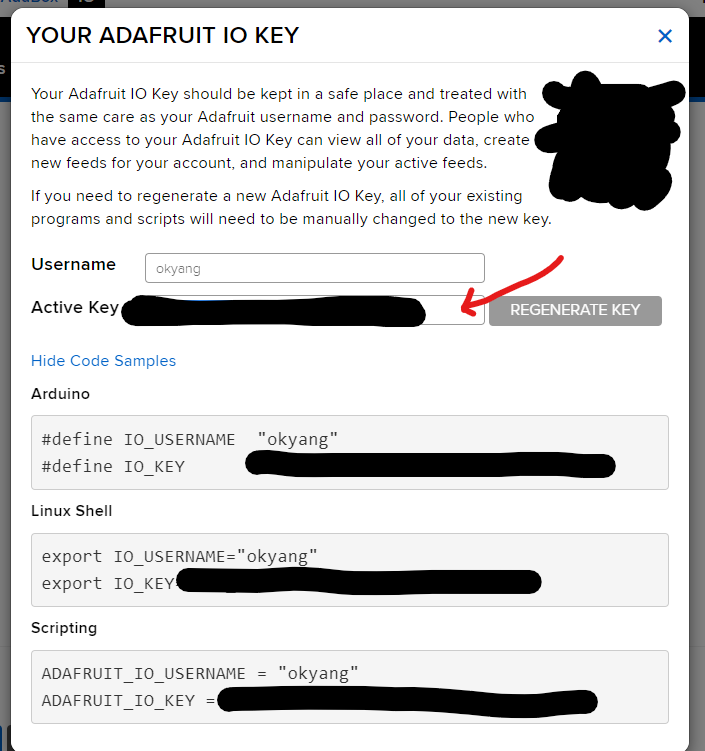 YOUR ADAFRUIT IO KEY
Your Adafruit IO Key should be kept in a safe place and treated with
the same care as your Adafruit username and password. People who
have access to your Adafruit IO Key can view all of your data, create
new feeds for your account, and manipulate your active feeds.
If you need to regenerate a new Adafruit IO Key, all of your existing
programs and scripts will need to be manually changed to the new key.
Username okyang
Active Key REGENERATE KEY
Hide Code Samples
Arduino
#define IO_USERNAME "okyang"
#define IO_KEY
Linux Shell
export IO_USERNAME="okyang"
export IO_KEY
Scripting
ADAFRUIT_IO_USERNAME = "okyang"
ADAFRUIT_IO_KEY =